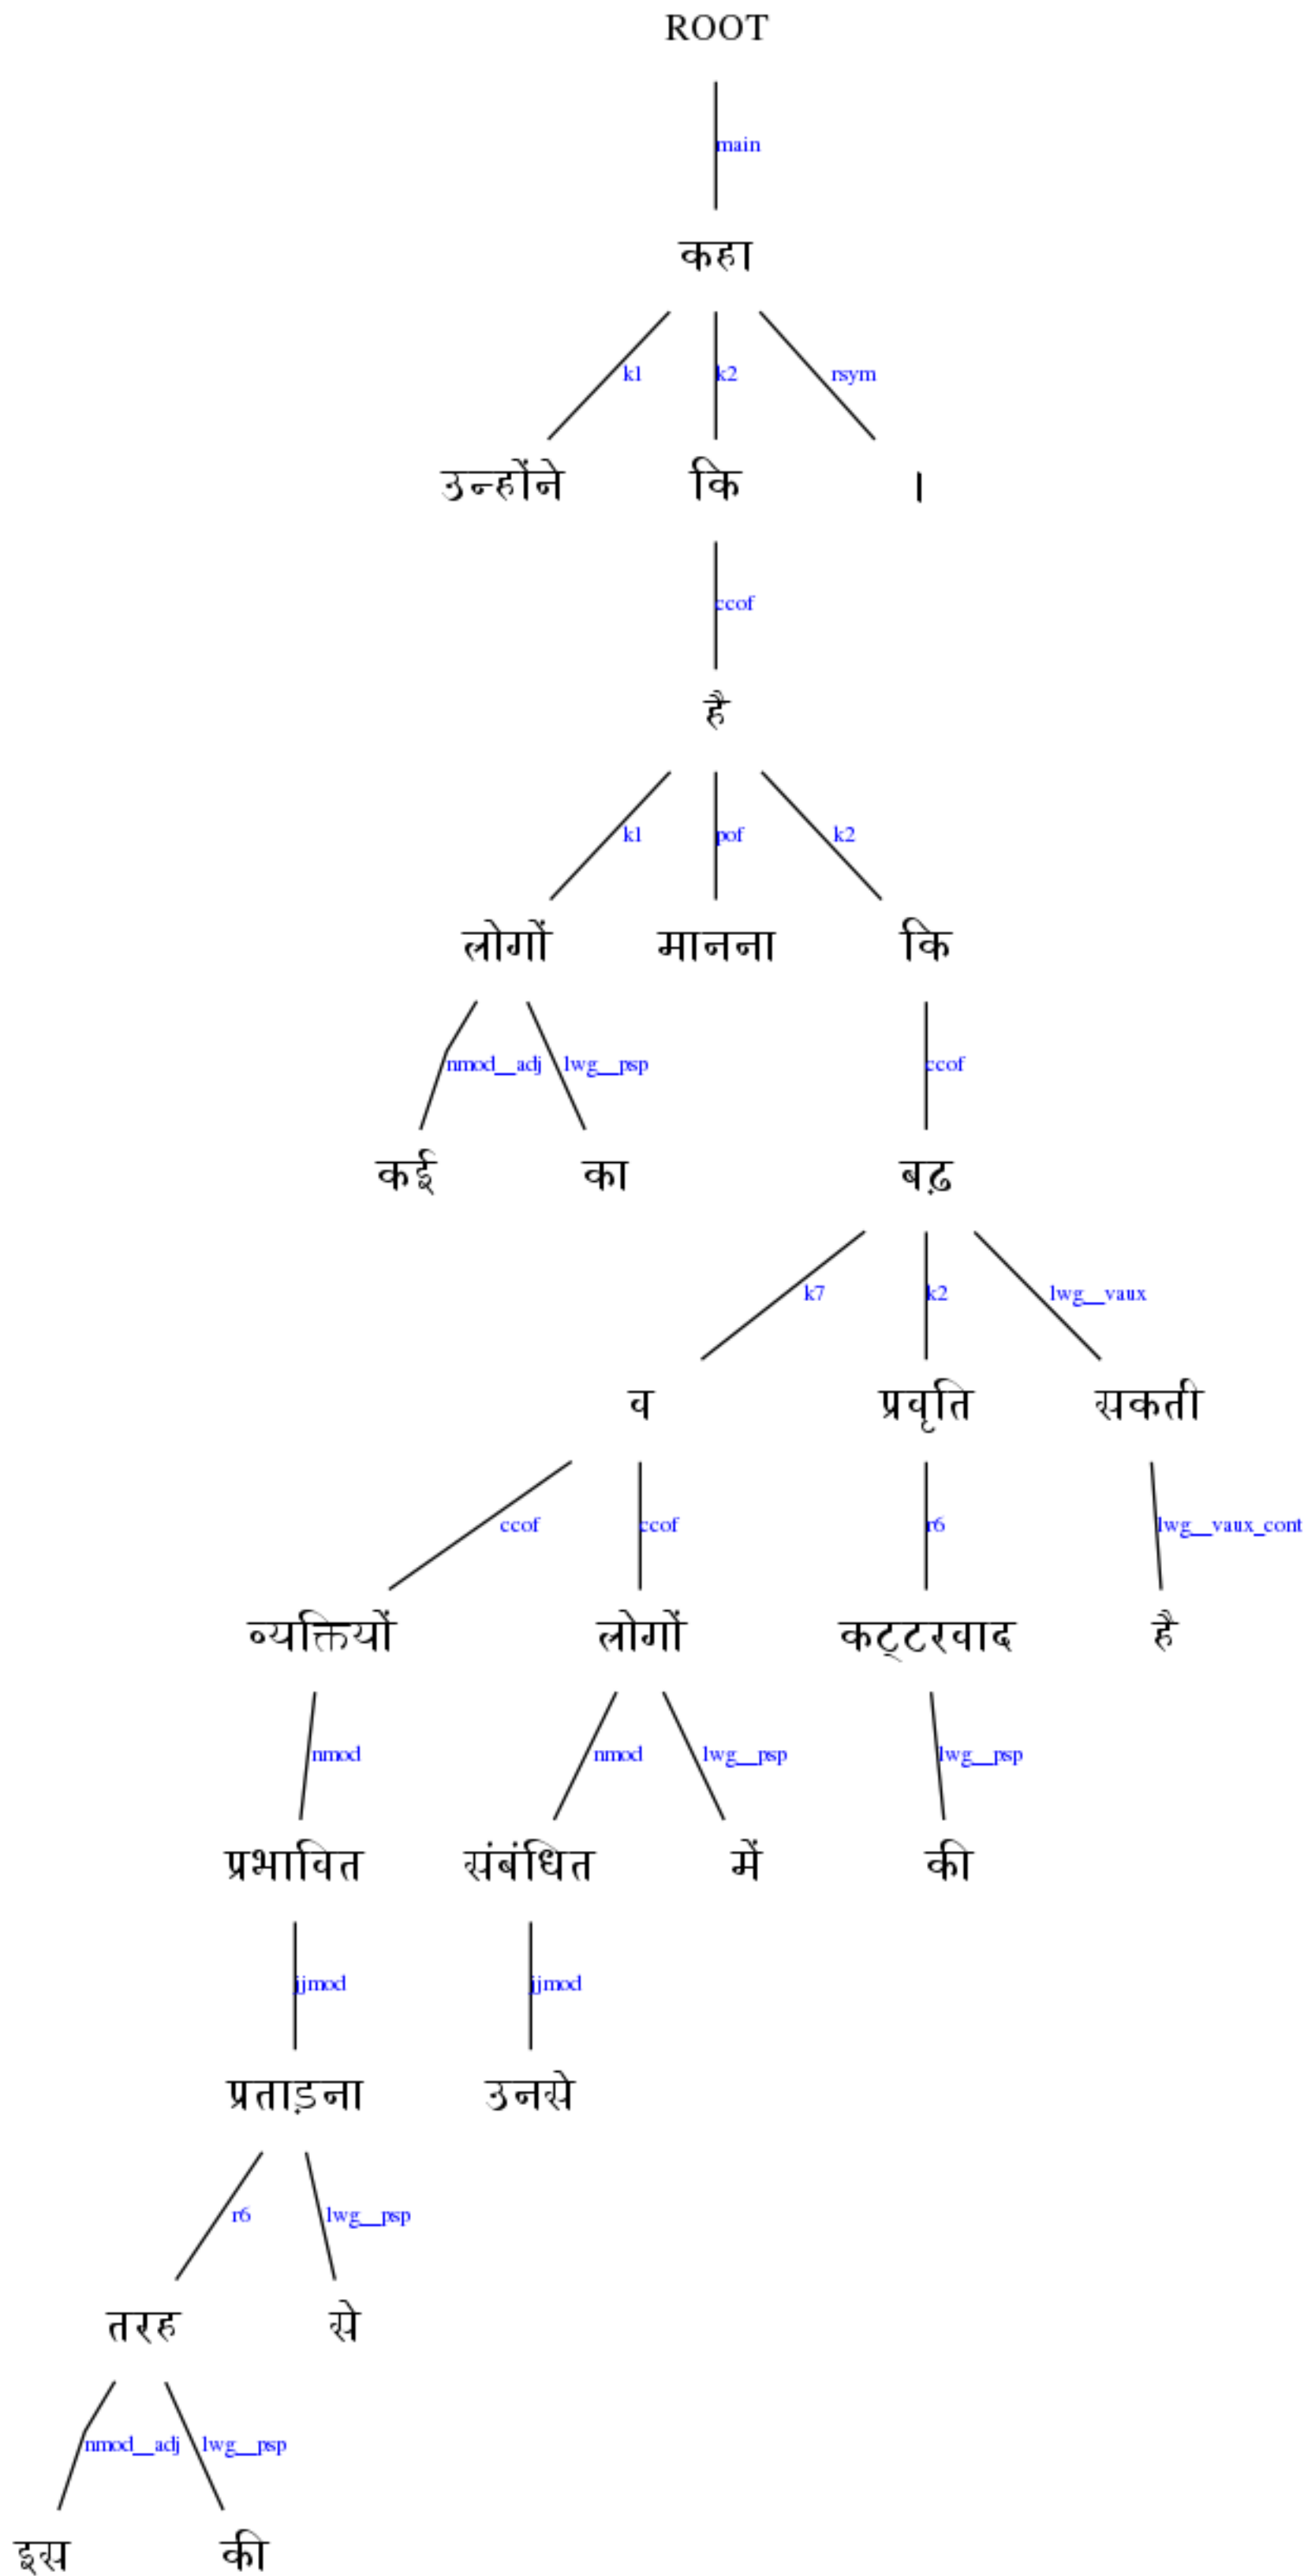 ROOT
main
कहा
k1 k2 rsym
उन्होंने कि ।
ccof
है
k1 pof k2
लोगों मानना कि
nmod__adj lwg__psp ccof
कई का बढ़
k7 k2 lwg__vaux
व प्रवृति सकती
ccof ccof r6 lwg__vaux_cont
व्यक्तियों लोगों कट्टरवाद है
nmod nmod lwg__psp lwg__psp
प्रभावित संबंधित में की
jjmod jjmod
प्रताड़ना उनसे
r6 lwg__psp
तरह से
nmod__adj lwg__psp
इस की